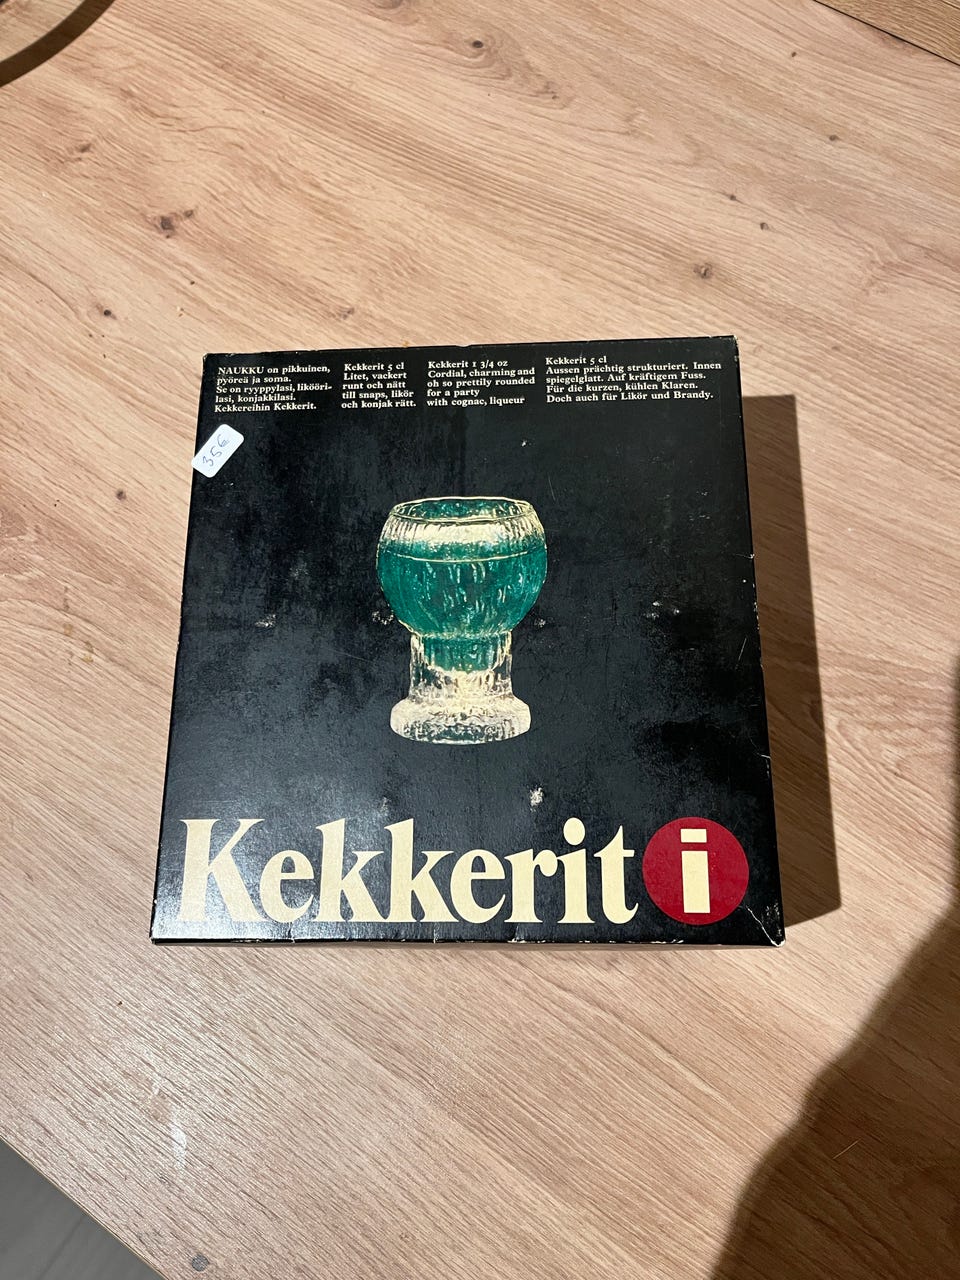 NAUKKU on pikkuinen,
pyöreä ja soma.
Se on ryyppylasi, liköörі-
lasi, konjakkilasi.
Kekkereihin Kekkerit.
Kekkerit 5 cl
Litet, vackert
runt och nätt
till snaps, likör
och konjak rätt.
Kekkerit 1 3/4 oz
Cordial, charming and
oh so prettily rounded
for a party
with cognac, liqueur
Kekkerit 5 cl
Aussen prächtig strukturiert. Innen
spiegelglatt. Auf kräftigem Fuss.
Für die kurzen, kühlen Klaren.
Doch auch für Likör und Brandy.
35€
Kekkerit i